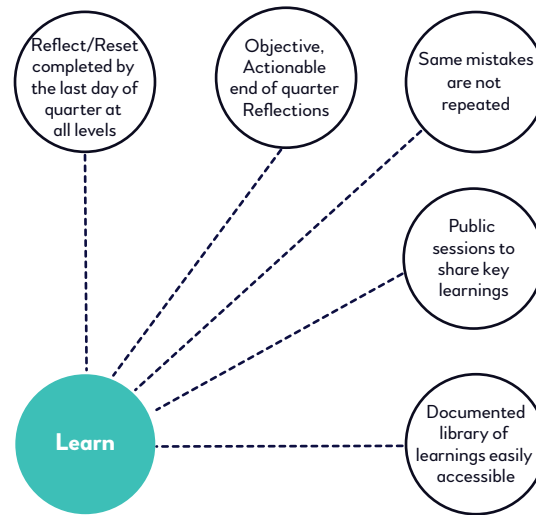 Reflect/Reset
completed by
the last day of
quarter at
all levels
Objective,
Actionable
end of quarter
Reflections
Same mistakes
are not
repeated
Public
sessions to
share key
learnings
Learn
Documented
library of
learnings easily
accessible